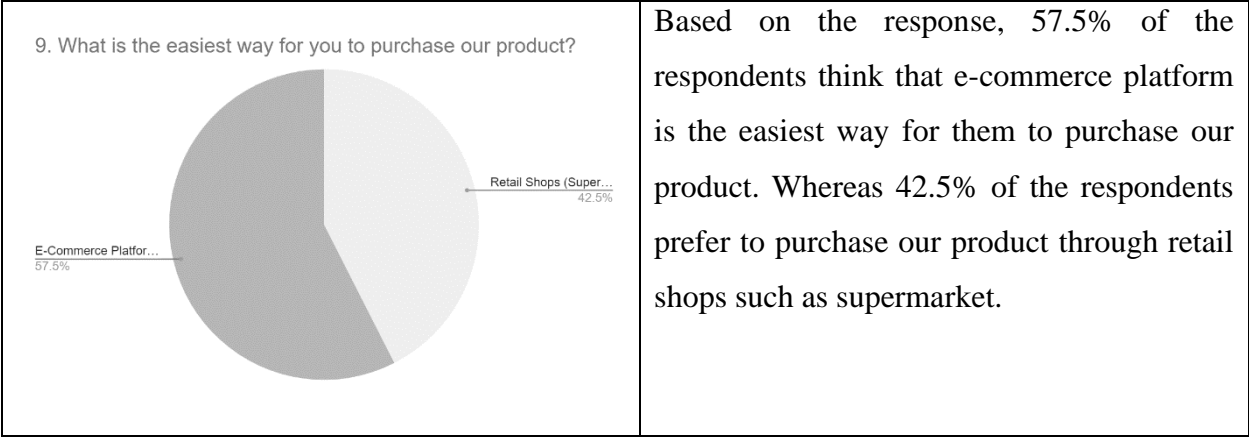 9. What is the easiest way for you to purchase our product?
Retail Shops (Super...
42.5%
E-Commerce Platfor...
57.5%
Based on the response, 57.5% of the
respondents think that e-commerce platform
is the easiest way for them to purchase our
product. Whereas 42.5% of the respondents
prefer to purchase our product through retail
shops such as supermarket.